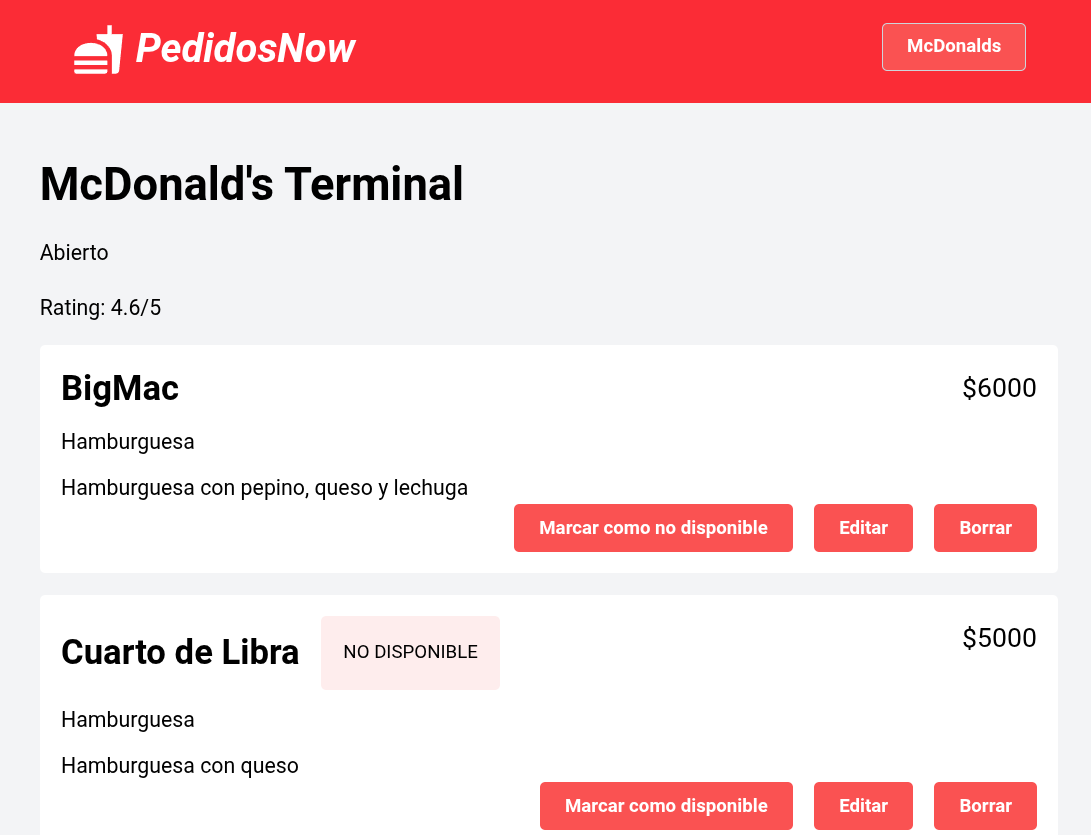 PedidosNow
McDonalds
McDonald's Terminal
Abierto
Rating: 4.6/5
BigMac
$6000
Hamburguesa
Hamburguesa con pepino, queso y lechuga
Marcar como no disponible
Editar
Borrar
Cuarto de Libra
NO DISPONIBLE
$5000
Hamburguesa
Hamburguesa con queso
Marcar como disponible
Editar
Borrar